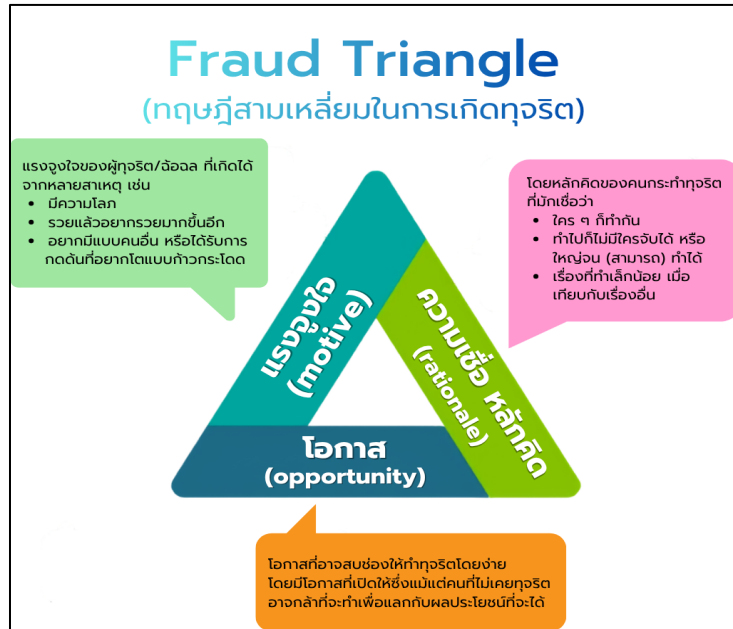 Fraud Triangle
(ทฤษฎีสามเหลี่ยมในการเกิดทุจริต)
แรงจูงใจของผู้ทุจริต/ฉ้อฉล ที่เกิดได้
จากหลายสาเหตุ เช่น
• มีความโลภ
• รวยแล้วอยากรวยมากขึ้นอีก
• อยากมีแบบคนอื่น หรือได้รับการ
กดดันที่อยากโตแบบก้าวกระโดด
โดยหลักคิดของคนกระทำทุจริต
ที่มักเชื่อว่า
• ใคร ๆ ก็ทำกัน
• ทำไปก็ไม่มีใครจับได้ หรือ
ใหญ่จน (สามารถ) ทำได้
• เรื่องที่ทำเล็กน้อย เมื่อ
เทียบกับเรื่องอื่น
แรงจูงใจ
(motive)
ความเชื่อ หลักคิด
(rationale)
โอกาส
(opportunity)
โอกาสที่อาจสบช่องให้ทำทุจริตโดยง่าย
โดยมีโอกาสที่เปิดให้ซึ่งแม้แต่คนที่ไม่เคยทุจริต
อาจกล้าที่จะทำเพื่อแลกกับผลประโยชน์ที่จะได้